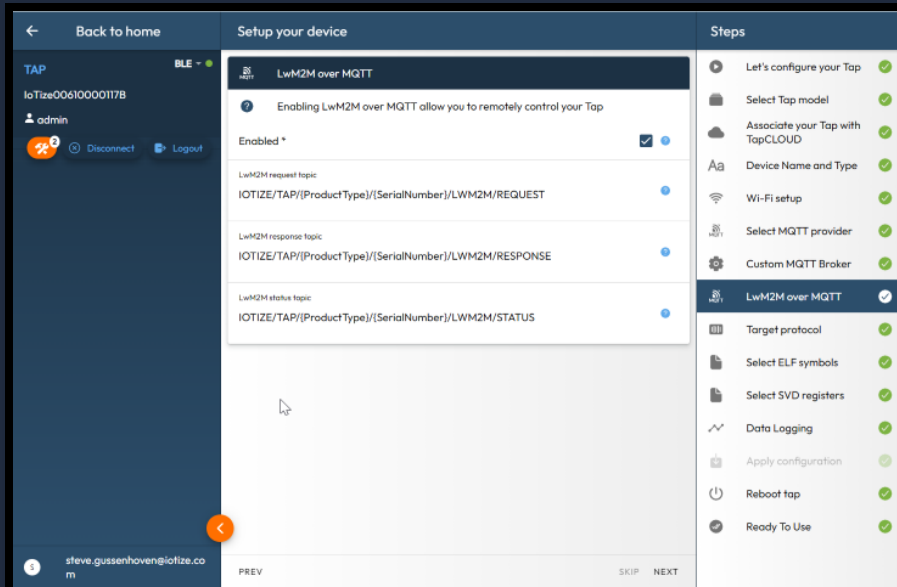 Back to home
TAP
BLE
IoTize00610000117B
admin
2
Disconnect
Logout
S
steve.gussenhoven@iotize.co
m
Setup your device
MQTT
LwM2M over MQTT
Enabling LwM2M over MQTT allow you to remotely control your Tap
Enabled *
LwM2M request topic
IOTIZE/TAP/{ProductType}/{SerialNumber}/LWM2M/REQUEST
LwM2M response topic
IOTIZE/TAP/{ProductType}/{SerialNumber}/LWM2M/RESPONSE
LwM2M status topic
IOTIZE/TAP/{ProductType}/{SerialNumber}/LWM2M/STATUS
PREV
SKIP
NEXT
Steps
Let's configure your Tap
Select Tap model
Associate your Tap with
TapCLOUD
Aa
Device Name and Type
Wi-Fi setup
MQTT
Select MQTT provider
Custom MQTT Broker
MQTT
LwM2M over MQTT
Target protocol
Select ELF symbols
Select SVD registers
Data Logging
Apply configuration
Reboot tap
Ready To Use